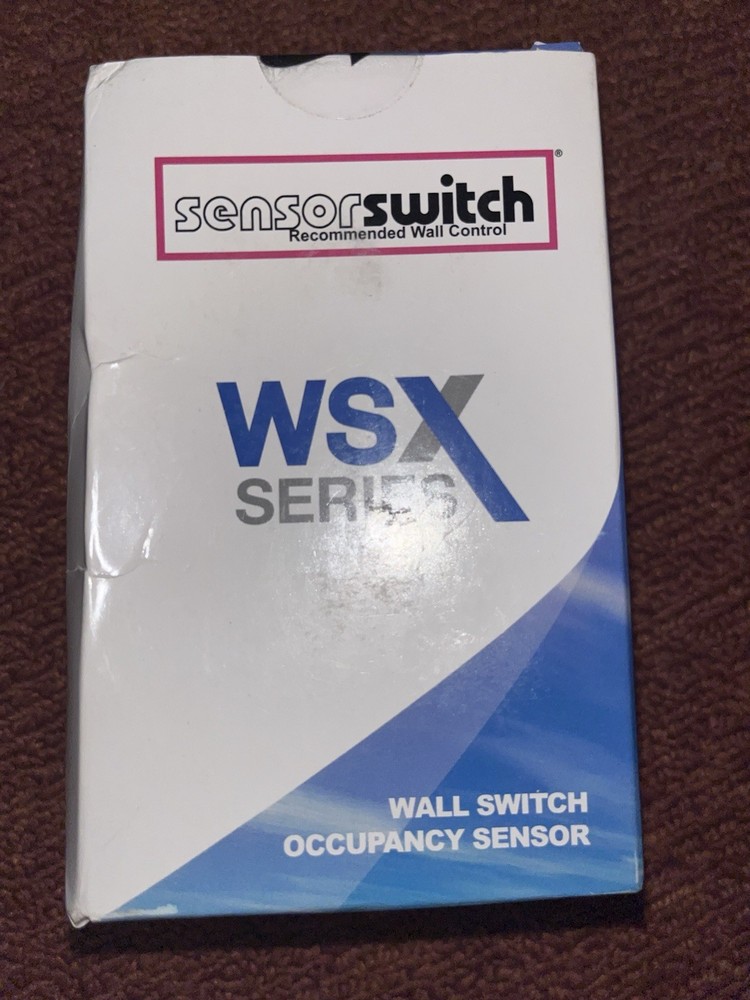 sensorswitch®
Recommended Wall Control
WSX
SERIES
WALL SWITCH
OCCUPANCY SENSOR